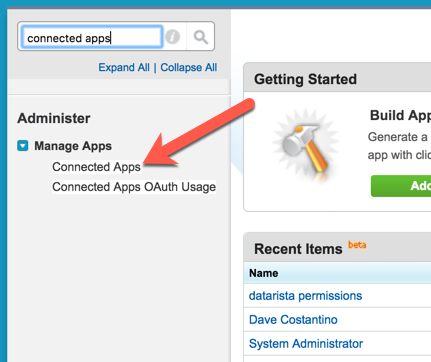 connected apps
Expand All | Collapse All
Administer
Manage Apps
Connected Apps
Connected Apps OAuth Usage
Getting Started
Build App
Generate a
app with click
Add
Recent Items beta
Name
datarista permissions
Dave Costantino
System Administrator